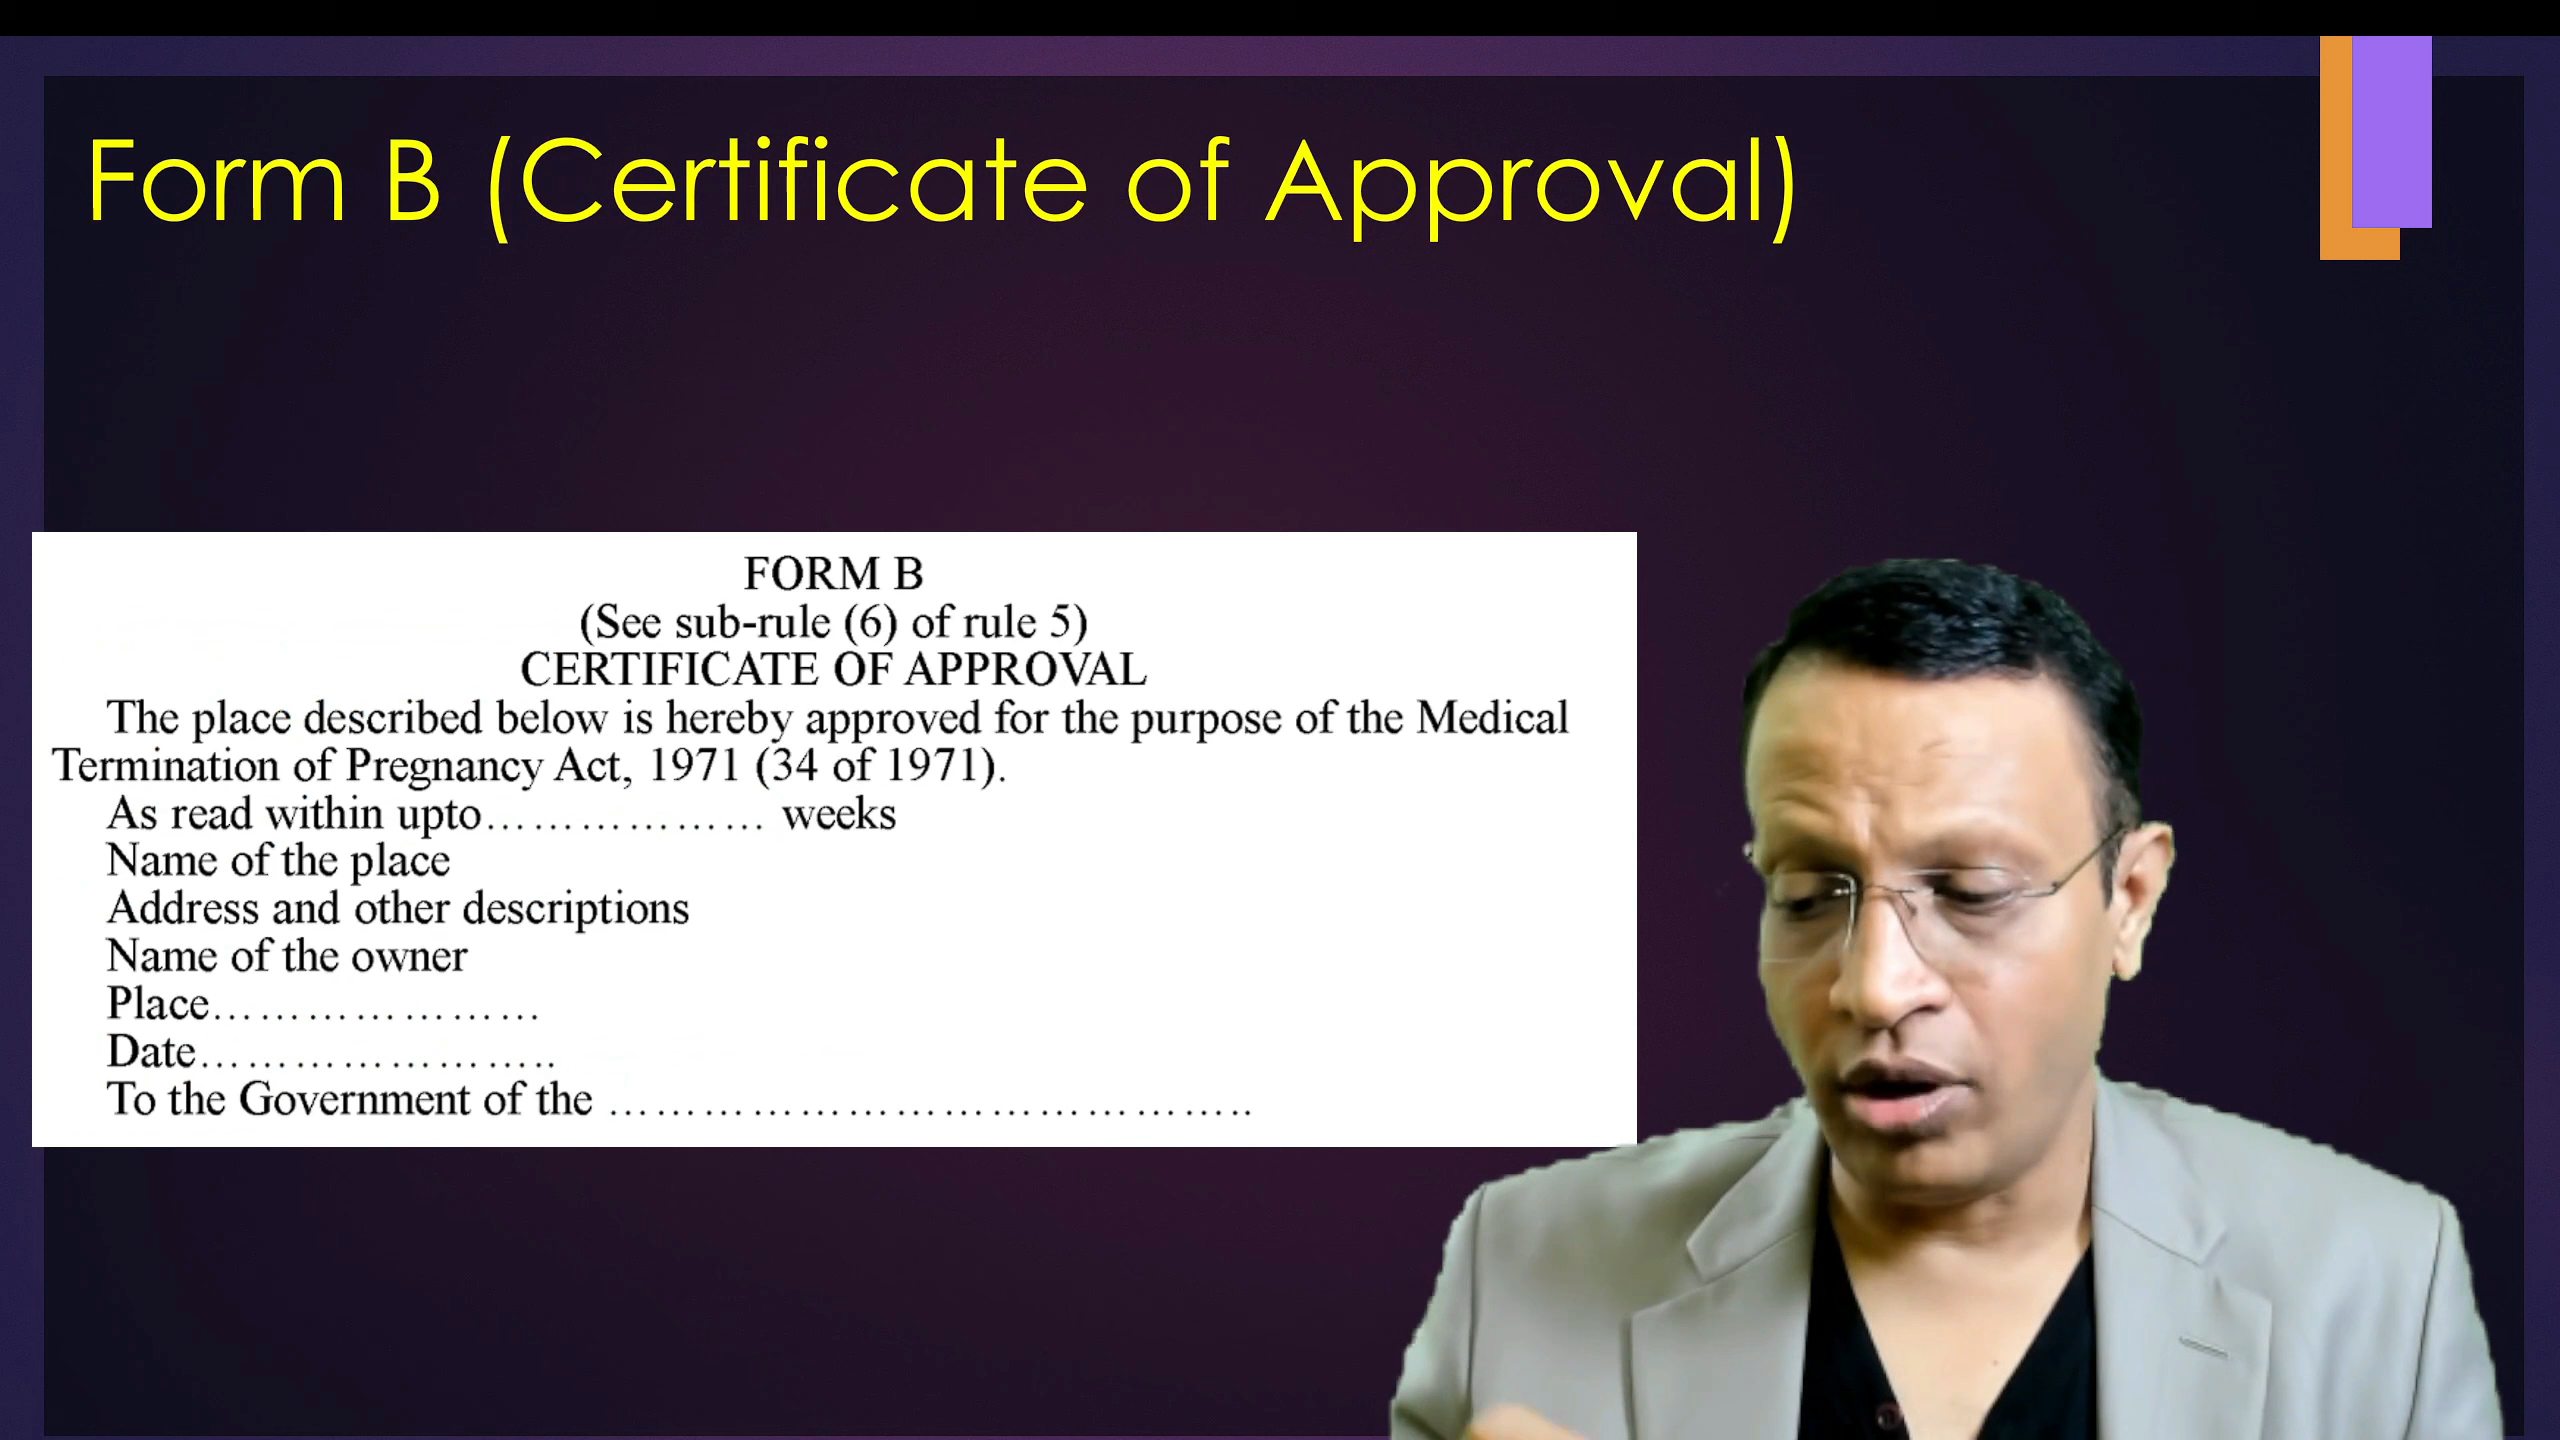 Form B (Certificate of Approval)
FORM B
(See sub-rule (6) of rule 5)
CERTIFICATE OF APPROVAL
The place described below is hereby approved for the purpose of the Medical
Termination of Pregnancy Act, 1971 (34 of 1971).
As read within upto……………… weeks
Name of the place
Address and other descriptions
Name of the owner
Place…………………
Date…………………..
To the Government of the …………………………………..